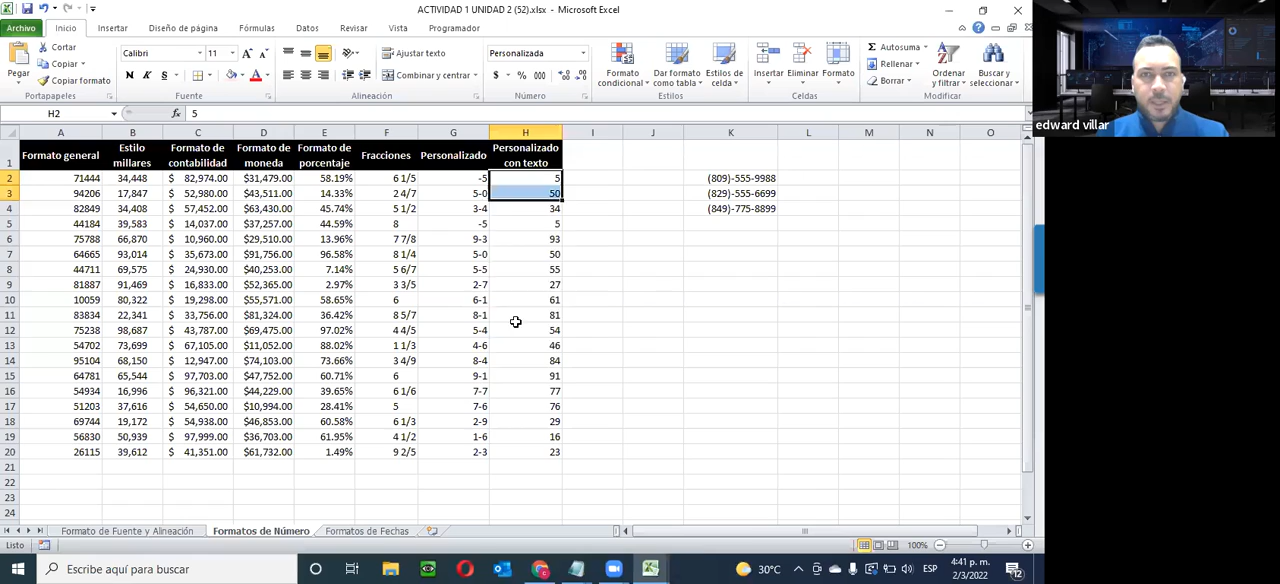 ACTIVIDAD 1 UNIDAD 2 (52).xlsx - Microsoft Excel
Archivo Inicio Insertar Diseño de página Fórmulas Datos Revisar Vista Programador
Pegar Cortar Copiar Copiar formato
Calibri 11 N K S A A A
Ajustar texto
Combinar y centrar
Personalizada
$ % 000
Formato condicional Dar formato como tabla Estilos de celda
Insertar Eliminar Formato
Σ Autosuma Rellenar Borrar
Ordenar y filtrar Buscar y seleccionar
Portapapeles Fuente Alineación Número Estilos Celdas Modificar
edward villar
H2 fx 5
A B C D E F G H I J K L M N O
1 Formato general Estilo millares Formato de contabilidad Formato de moneda Formato de porcentaje Fracciones Personalizado Personalizado con texto
2 71444 34,448 $ 82,974.00 $31,479.00 58.19% 6 1/5 -5 5 (809)-555-9988
3 94206 17,847 $ 52,980.00 $43,511.00 14.33% 2 4/7 5-0 50 (829)-555-6699
4 82849 34,408 $ 57,452.00 $63,430.00 45.74% 5 1/2 3-4 34 (849)-775-8899
5 44184 39,583 $ 14,037.00 $37,257.00 44.59% 8 -5 5
6 75788 66,870 $ 10,960.00 $29,510.00 13.96% 7 7/8 9-3 93
7 64665 93,014 $ 35,673.00 $91,756.00 96.58% 8 1/4 5-0 50
8 44711 69,575 $ 24,930.00 $40,253.00 7.14% 5 6/7 5-5 55
9 81887 91,469 $ 16,833.00 $52,365.00 2.97% 3 3/5 2-7 27
10 10059 80,322 $ 19,298.00 $55,571.00 58.65% 6 6-1 61
11 83834 22,341 $ 33,756.00 $81,324.00 36.42% 8 5/7 8-1 81
12 75238 98,687 $ 43,787.00 $69,475.00 97.02% 4 4/5 5-4 54
13 54702 73,699 $ 67,105.00 $11,052.00 88.02% 1 1/3 4-6 46
14 95104 68,150 $ 12,947.00 $74,103.00 73.66% 3 4/9 8-4 84
15 64781 65,544 $ 97,703.00 $47,752.00 60.71% 6 9-1 91
16 54934 16,996 $ 96,321.00 $44,229.00 39.65% 6 1/6 7-7 77
17 51203 37,616 $ 54,650.00 $10,994.00 28.41% 5 7-6 76
18 69744 19,172 $ 54,938.00 $46,853.00 60.58% 6 1/3 2-9 29
19 56830 50,939 $ 97,999.00 $36,703.00 61.95% 4 1/2 1-6 16
20 26115 39,612 $ 41,351.00 $61,732.00 1.49% 9 2/5 2-3 23
21
22
23
24
Formato de Fuente y Alineación Formatos de Número Formatos de Fechas
Listo 100%
Escribe aquí para buscar 30°C ESP 4:41 p. m.
2/3/2022 12